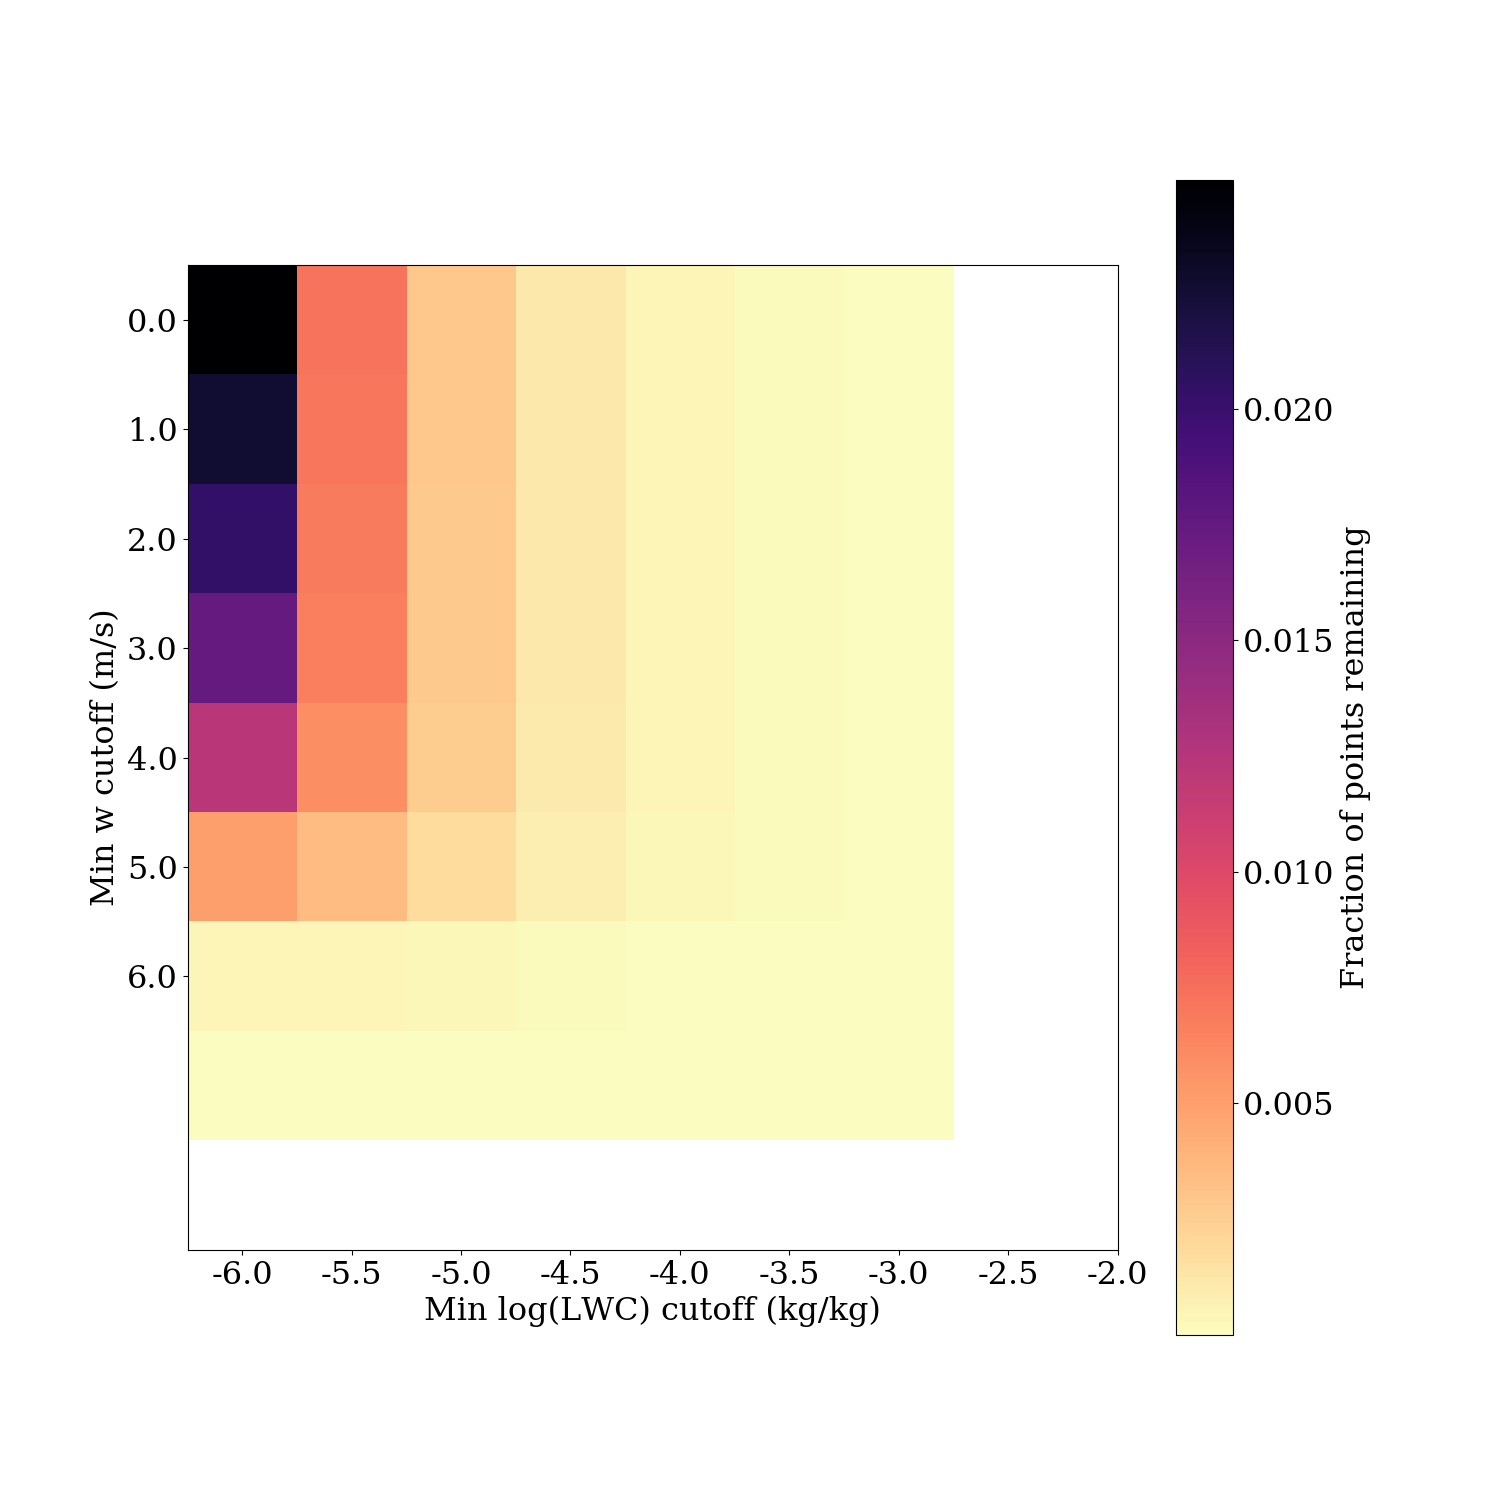 0.0
1.0
2.0
3.0
4.0
5.0
6.0
Min w cutoff (m/s)
-6.0 -5.5 -5.0 -4.5 -4.0 -3.5 -3.0 -2.5 -2.0
Min log(LWC) cutoff (kg/kg)
0.020
0.015
0.010
0.005
Fraction of points remaining